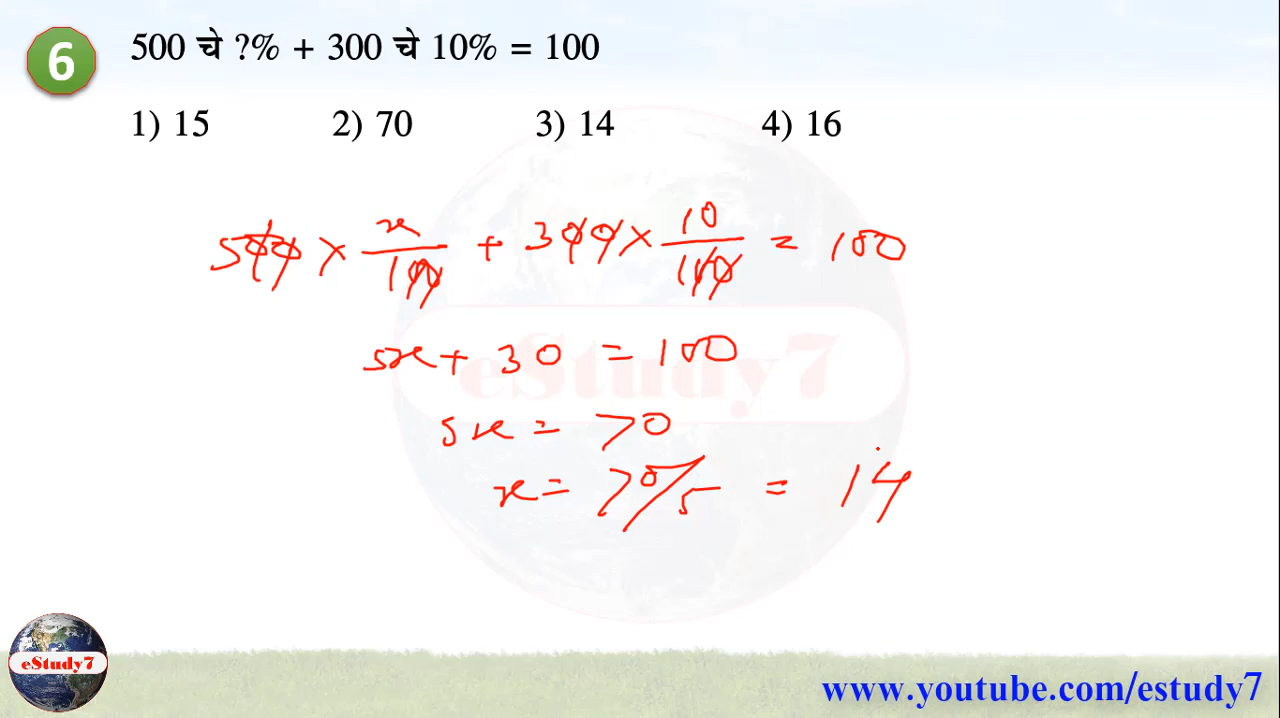 6 500 चे ?% + 300 चे 10% = 100
1) 15 2) 70 3) 14 4) 16
500 × x/100 + 300 × 10/100 = 100
5x + 30 = 100
5x = 70
x = 70/5 = 14
eStudy7
eStudy7
www.youtube.com/estudy7